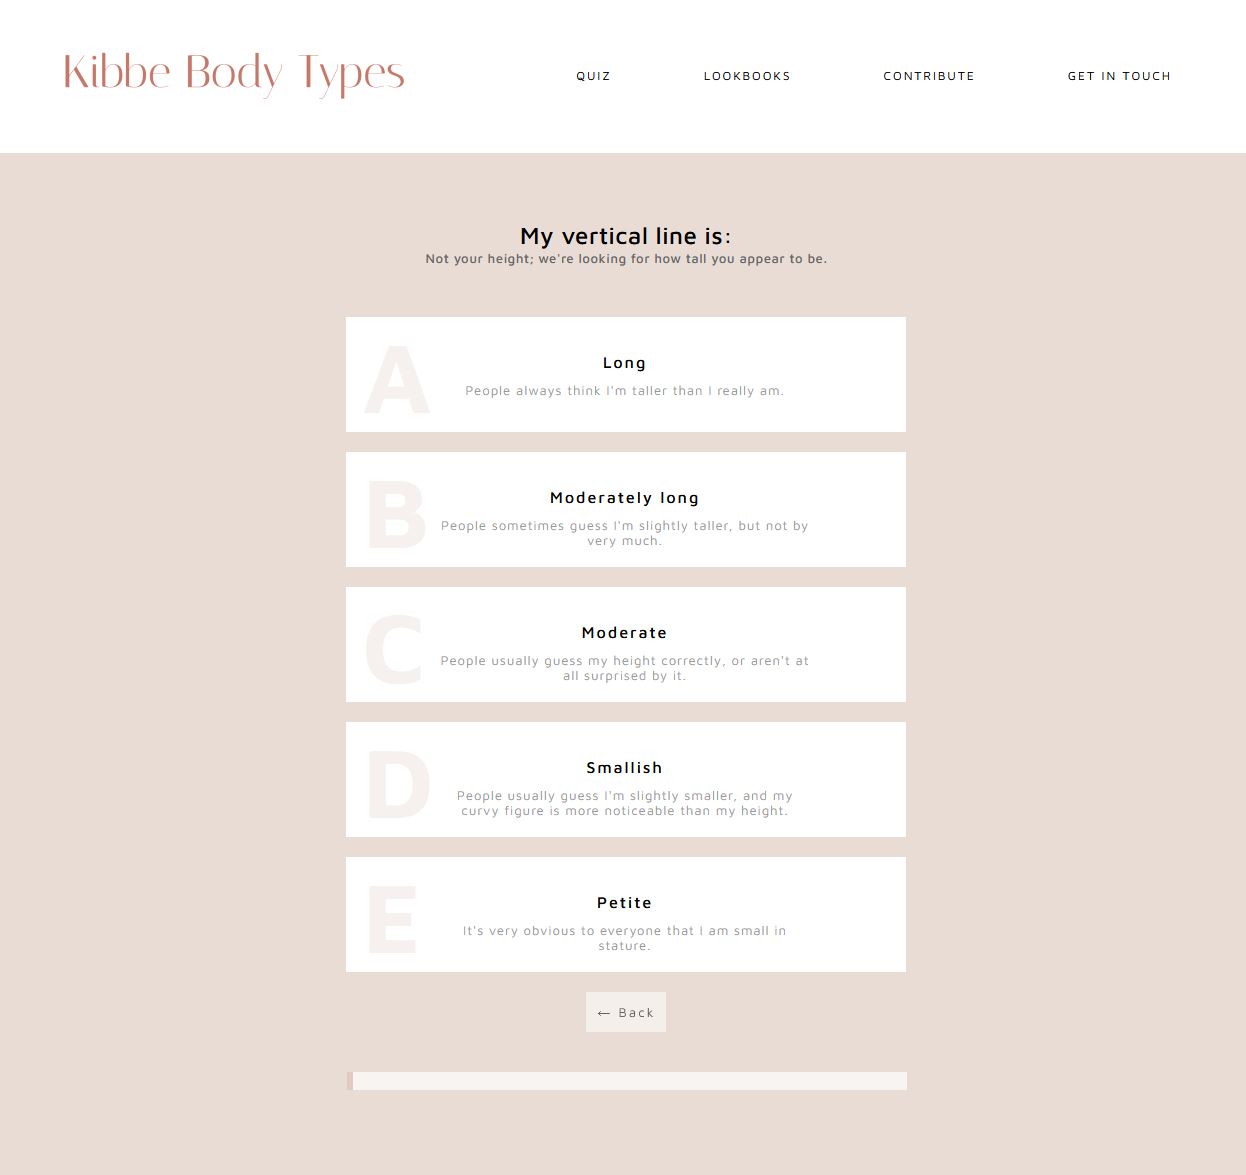 Kibbe Body Types
QUIZ
LOOKBOOKS
CONTRIBUTE
GET IN TOUCH
My vertical line is:
Not your height; we're looking for how tall you appear to be.
A
Long
People always think I'm taller than I really am.
B
Moderately long
People sometimes guess I'm slightly taller, but not by
very much.
C
Moderate
People usually guess my height correctly, or aren't at
all surprised by it.
D
Smallish
People usually guess I'm slightly smaller, and my
curvy figure is more noticeable than my height.
E
Petite
It's very obvious to everyone that I am small in
stature.
← Back